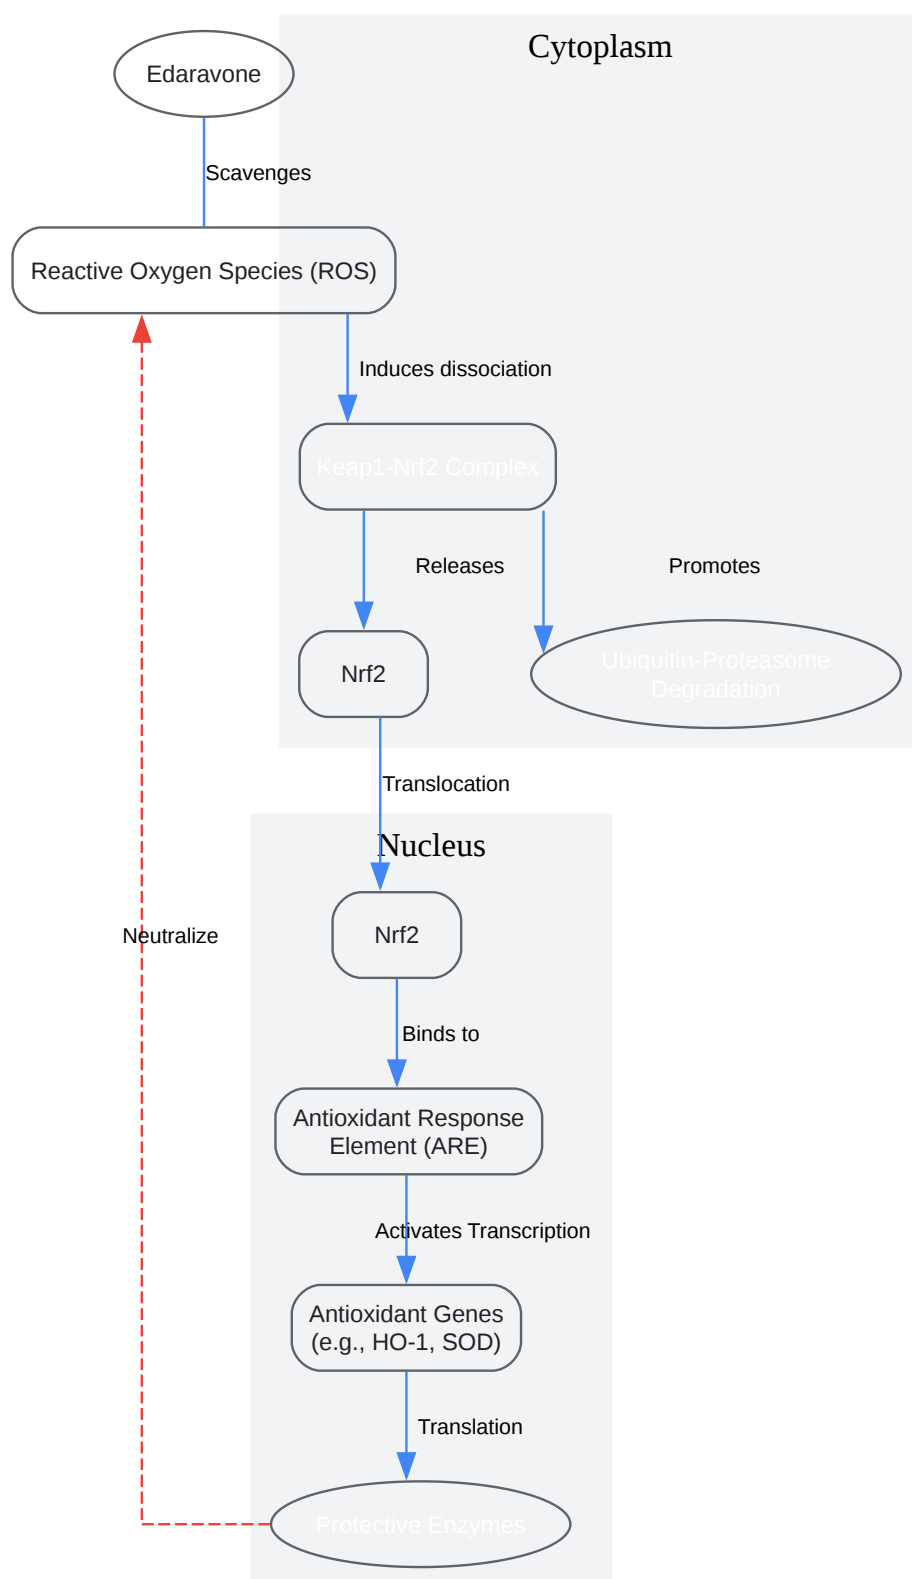 Cytoplasm
Edaravone
Scavenges
Reactive Oxygen Species (ROS)
Induces dissociation
Keap1-Nrf2 Complex
Releases
Promotes
Nrf2
Ubiquitin-Proteasome
Degradation
Translocation
Nucleus
Nrf2
Neutralize
Binds to
Antioxidant Response
Element (ARE)
Activates Transcription
Antioxidant Genes
(e.g., HO-1, SOD)
Translation
Protective Enzymes